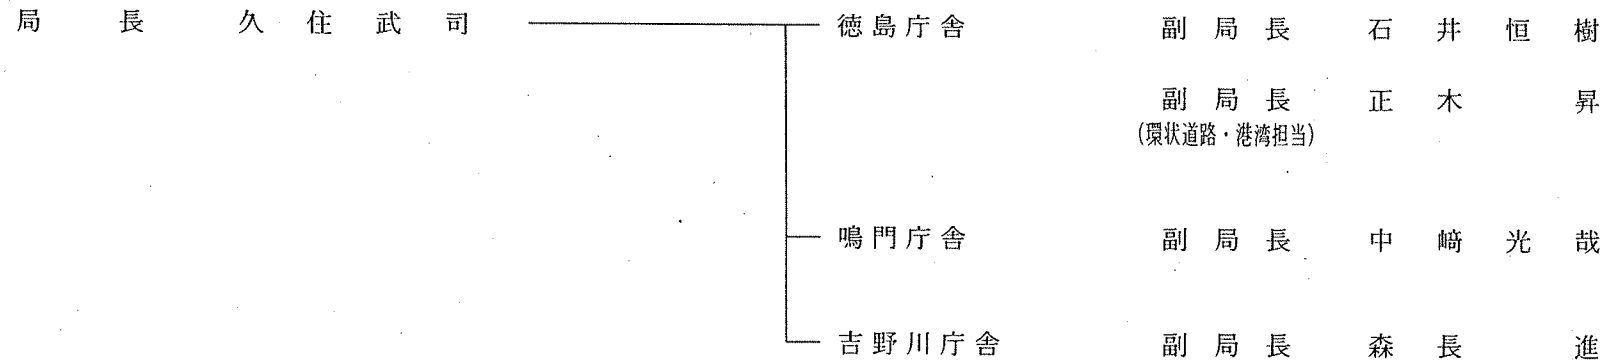 局長 久住武司 徳島庁舎 副局長 石井恒樹
副局長 正木 昇
(環状道路・港湾担当)
鳴門庁舎 副局長 中﨑光哉
吉野川庁舎 副局長 森長 進